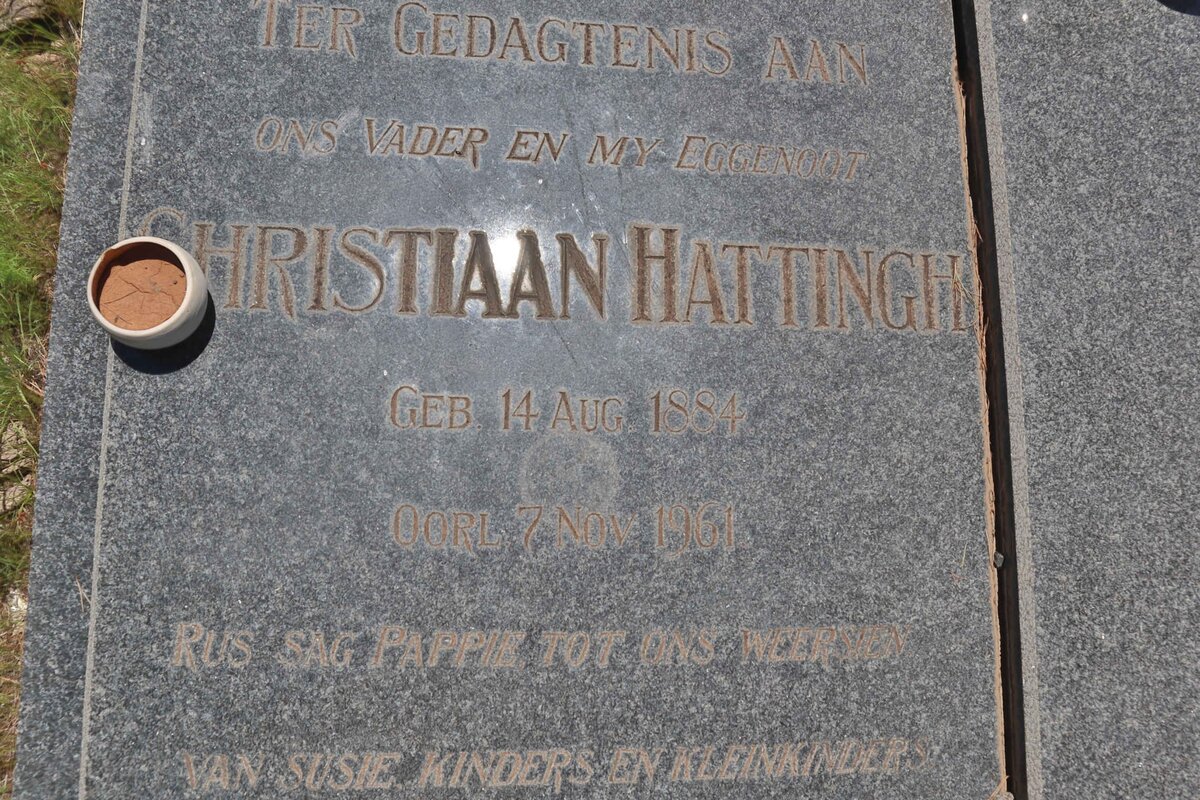 TER GEDAGTENIS AAN
ONS VADER EN MY EGGENOOT
CHRISTIAAN HATTINGH
GEB. 14 AUG. 1884
OORL. 7 NOV. 1961.
RUS SAG PAPPIE, TOT ONS WEERSIEN
VAN SUSIE KINDERS EN KLEINKINDERS